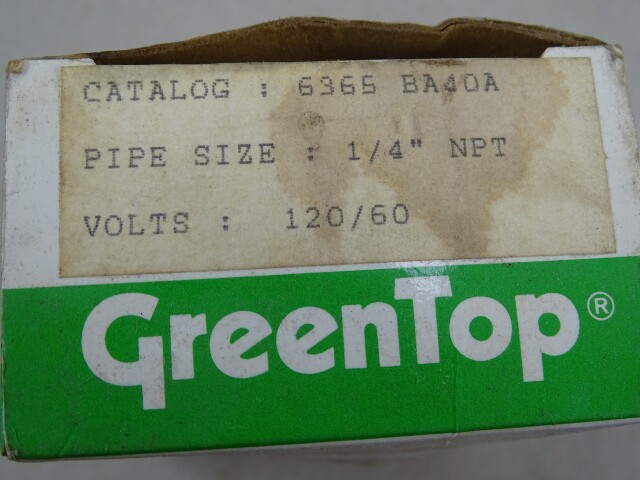 CATALOG : 6365 BA40A
PIPE SIZE : 1/4" NPT
VOLTS : 120/60
GreenTop®